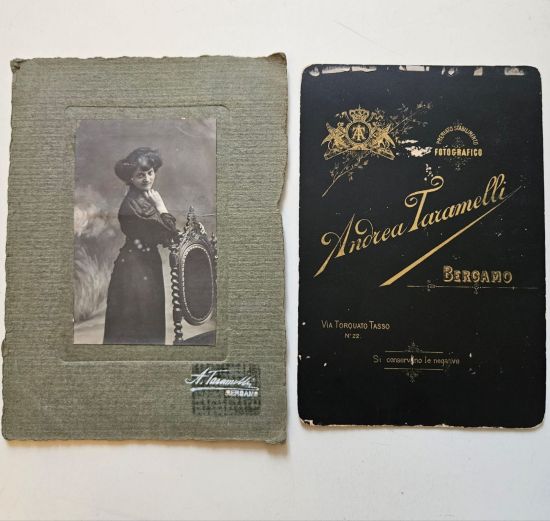 A. Taramelli
BERGAMO
PREMIATO STABILIMENTO
FOTOGRAFICO
Andrea Taramelli
BERGAMO
VIA TORQUATO TASSO
N° 22.
Si conservano le negative